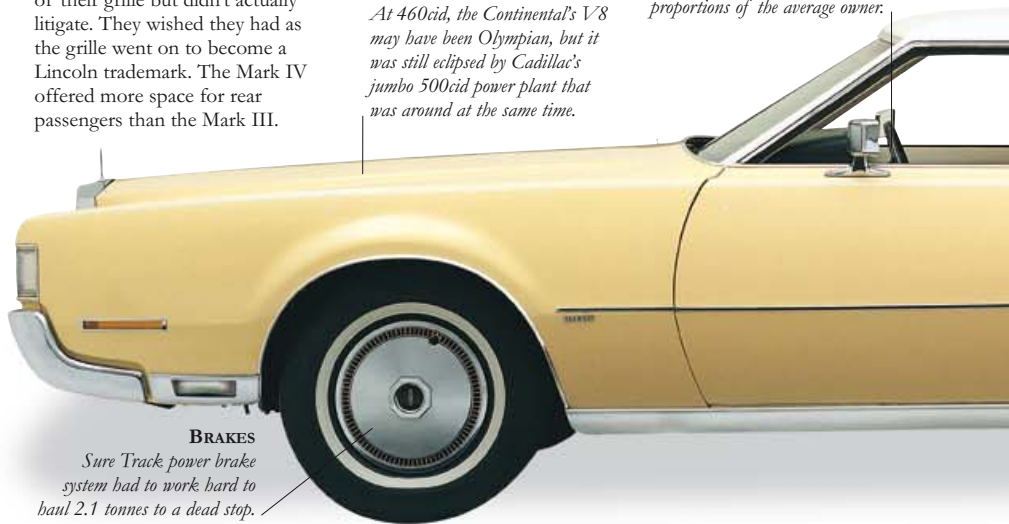 of their grille but didn't actually
litigate. They wished they had as
the grille went on to become a
Lincoln trademark. The Mark IV
offered more space for rear
passengers than the Mark III.
At 460cid, the Continental's V8
may have been Olympian, but it
was still eclipsed by Cadillac's
jumbo 500cid power plant that
was around at the same time.
proportions of the average owner.
BRAKES
Sure Track power brake
system had to work hard to
haul 2.1 tonnes to a dead stop.